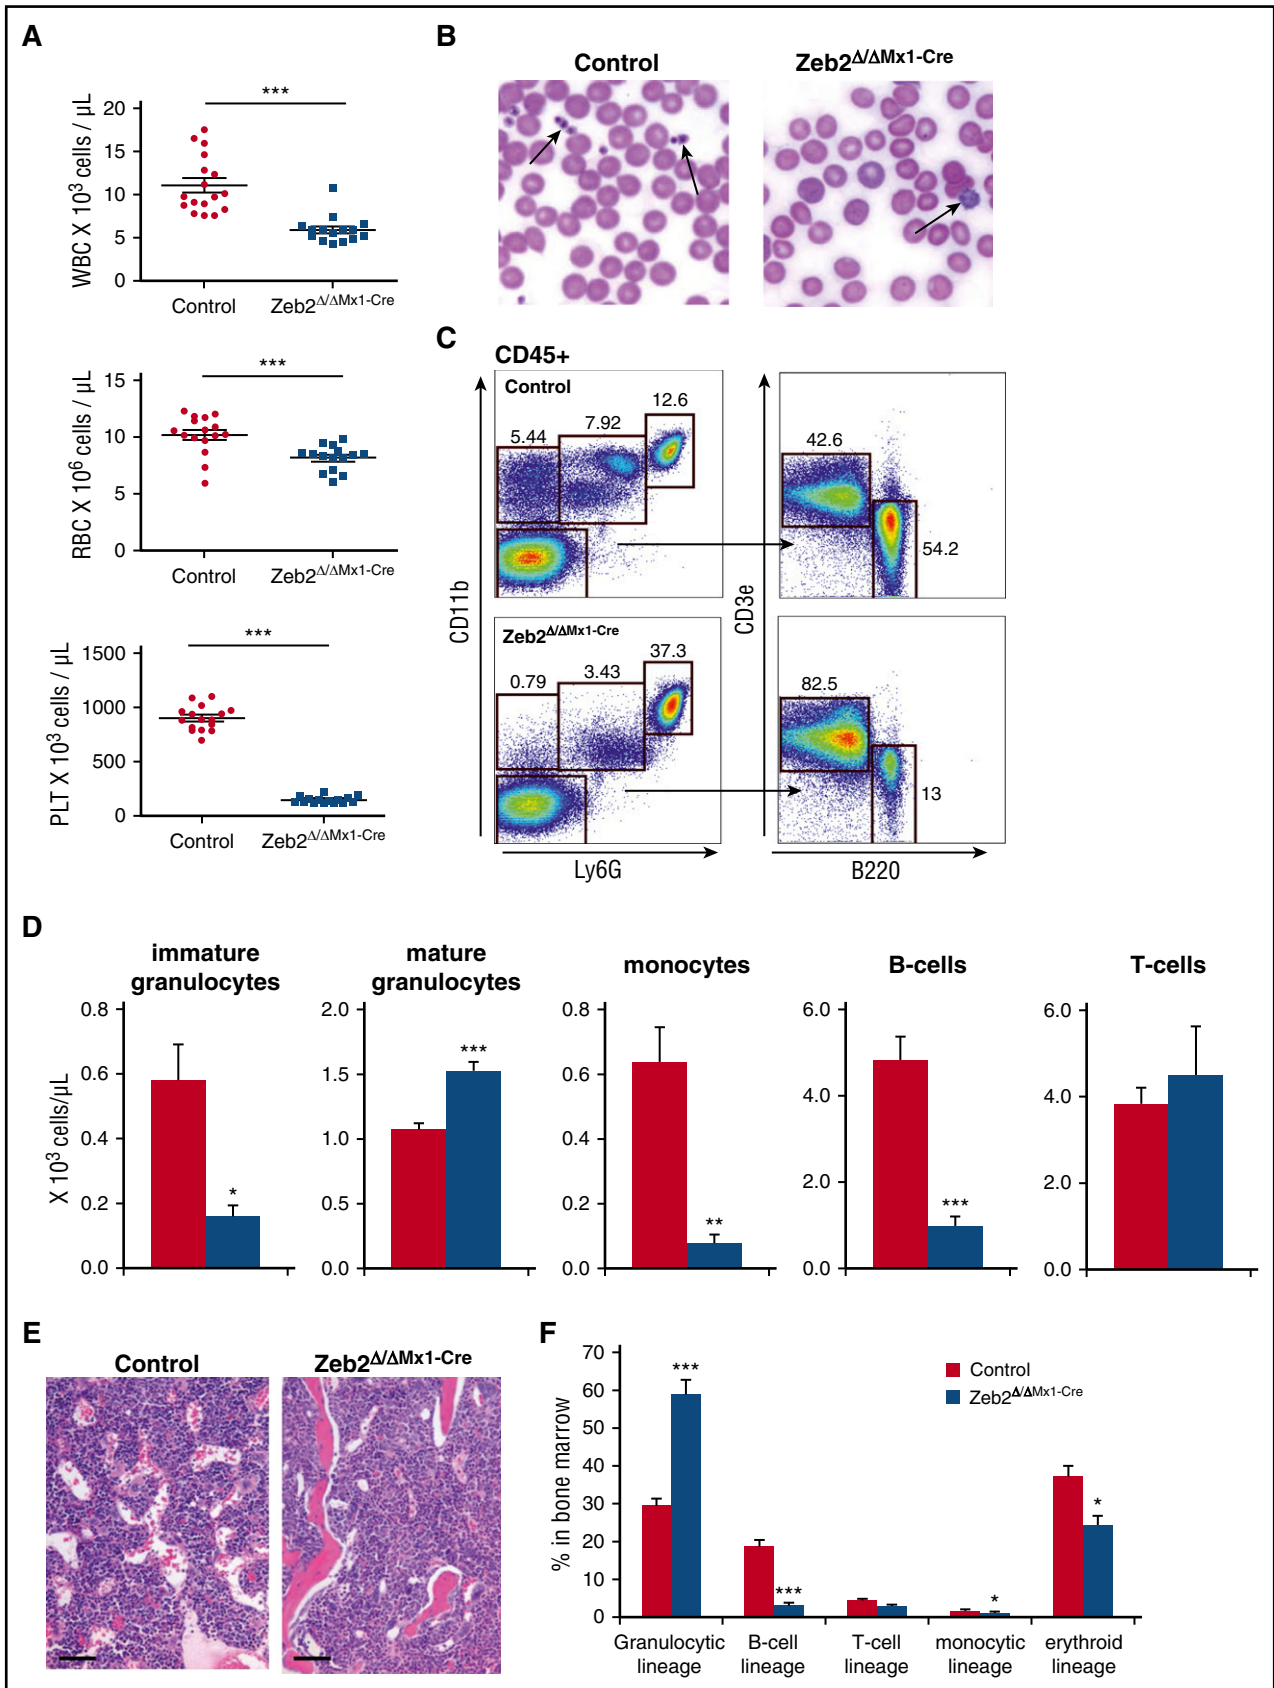 A
WBC X 10³ cells / µL
20
15
10
5
0
***
Control
Zeb2Δ/ΔMx1-Cre
RBC X 10⁶ cells / µL
15
10
5
0
***
Control
Zeb2Δ/ΔMx1-Cre
PLT X 10³ cells / µL
1500
1000
500
0
***
Control
Zeb2Δ/ΔMx1-Cre
B
Control
Zeb2Δ/ΔMx1-Cre
C
CD45+
Control
5.44
7.92
12.6
42.6
54.2
Zeb2Δ/ΔMx1-Cre
0.79
3.43
37.3
82.5
13
CD11b
CD3e
Ly6G
B220
D
X 10³ cells/µL
immature
granulocytes
0.8
0.6
0.4
0.2
0.0
*
mature
granulocytes
2.0
1.5
1.0
0.5
0.0
***
monocytes
0.8
0.6
0.4
0.2
0.0
**
B-cells
6.0
4.0
2.0
0.0
***
T-cells
6.0
4.0
2.0
0.0
E
Control
Zeb2Δ/ΔMx1-Cre
F
% in bone marrow
70
60
50
40
30
20
10
0
***
***
*
*
Control
Zeb2Δ/ΔMx1-Cre
Granulocytic
lineage
B-cell
lineage
T-cell
lineage
monocytic
lineage
erythroid
lineage